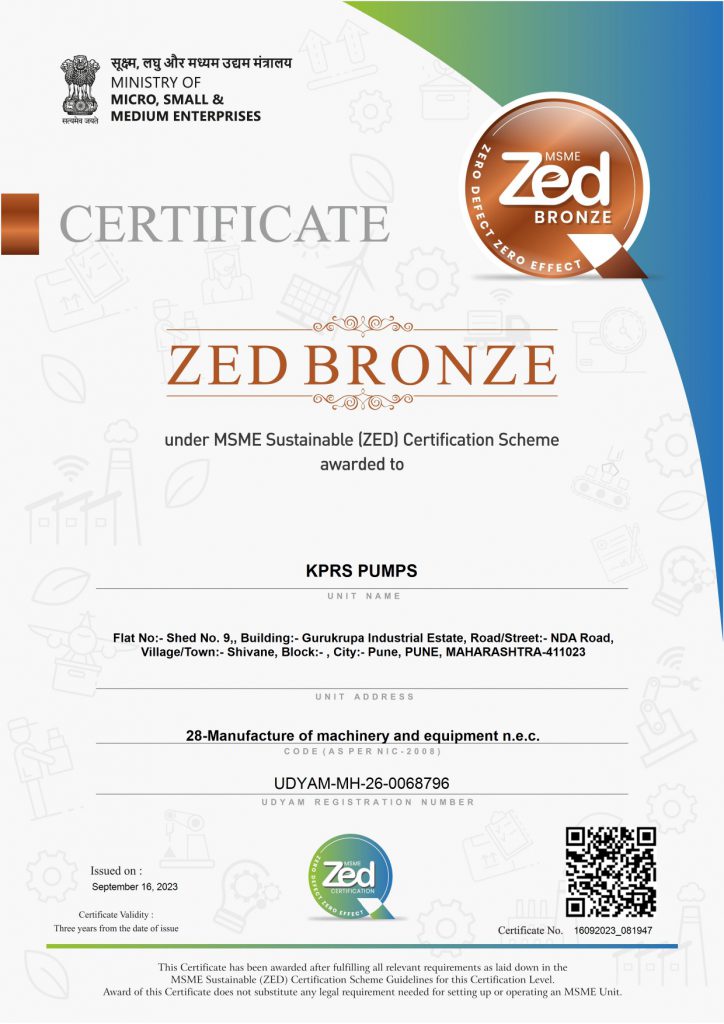 सूक्ष्म, लघु और मध्यम उद्यम मंत्रालय
MINISTRY OF
MICRO, SMALL &
MEDIUM ENTERPRISES
सत्यमेव जयते
MSME
Zed
BRONZE
ZERO DEFECT ZERO EFFECT
CERTIFICATE
ZED BRONZE
under MSME Sustainable (ZED) Certification Scheme
awarded to
KPRS PUMPS
UNIT NAME
Flat No:- Shed No. 9,, Building:- Gurukrupa Industrial Estate, Road/Street:- NDA Road,
Village/Town:- Shivane, Block:- , City:- Pune, PUNE, MAHARASHTRA-411023
UNIT ADDRESS
28-Manufacture of machinery and equipment n.e.c.
CODE (AS PER NIC-2008)
UDYAM-MH-26-0068796
UDYAM REGISTRATION NUMBER
Issued on :
September 16, 2023
Certificate Validity :
Three years from the date of issue
MSME
Zed
CERTIFICATION
ZERO DEFECT ZERO EFFECT
Certificate No. 16092023_081947
This Certificate has been awarded after fulfilling all relevant requirements as laid down in the
MSME Sustainable (ZED) Certification Scheme Guidelines for this Certification Level.
Award of this Certificate does not substitute any legal requirement needed for setting up or operating an MSME Unit.